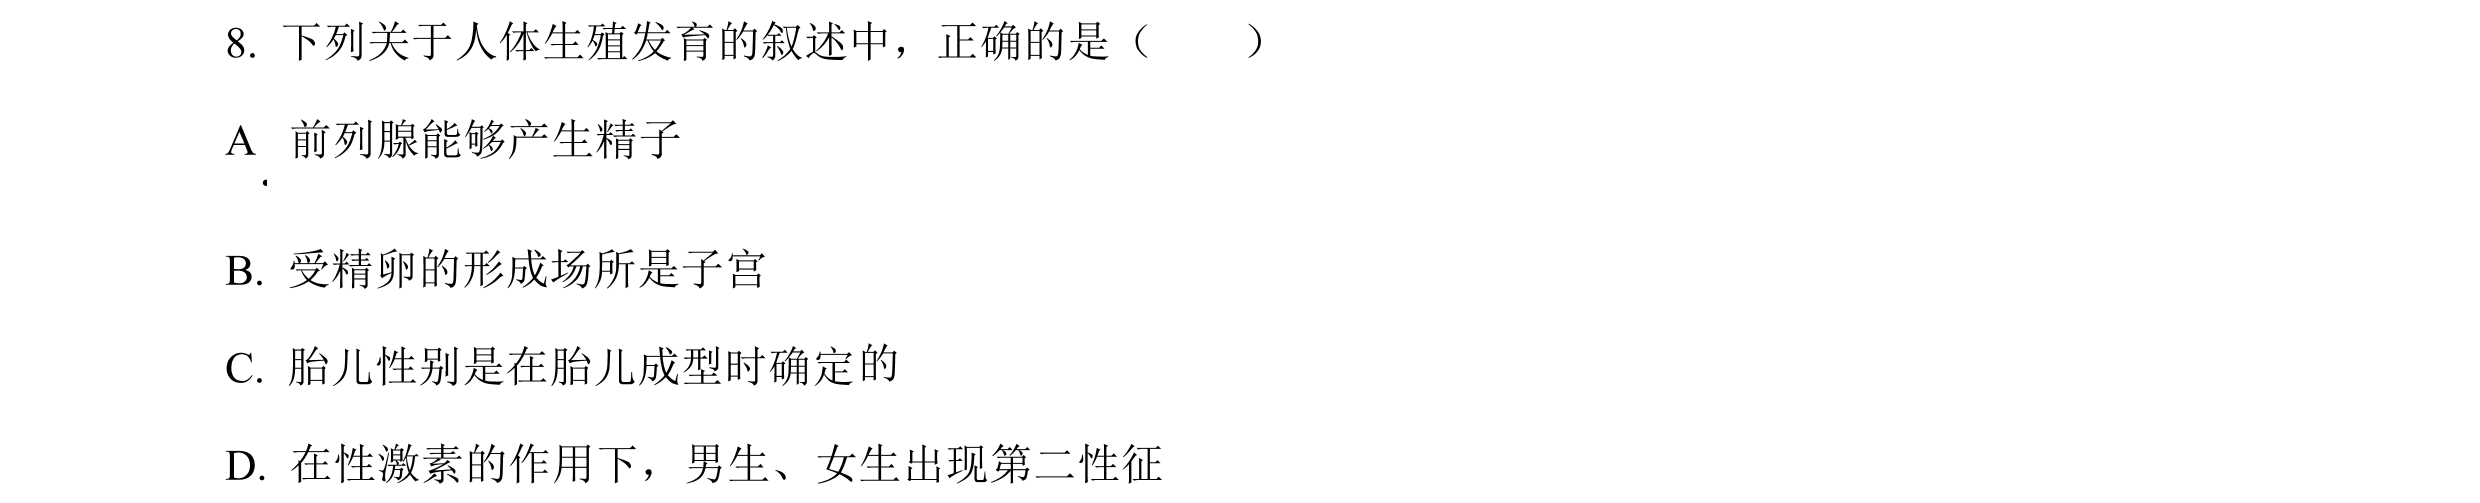 8. 下列关于人体生殖发育的叙述中，正确的是（　　）
A 前列腺能够产生精子
.
B. 受精卵的形成场所是子宫
C. 胎儿性别是在胎儿成型时确定的
D. 在性激素的作用下，男生、女生出现第二性征